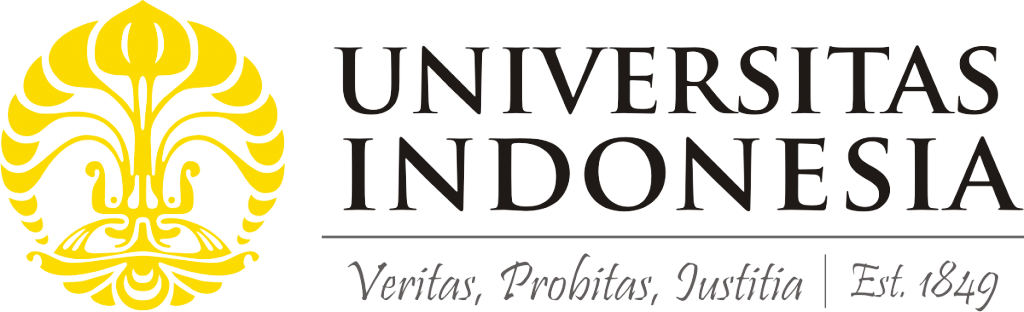 UNIVERSITAS
INDONESIA
Veritas, Probitas, Iustitia | Est. 1849